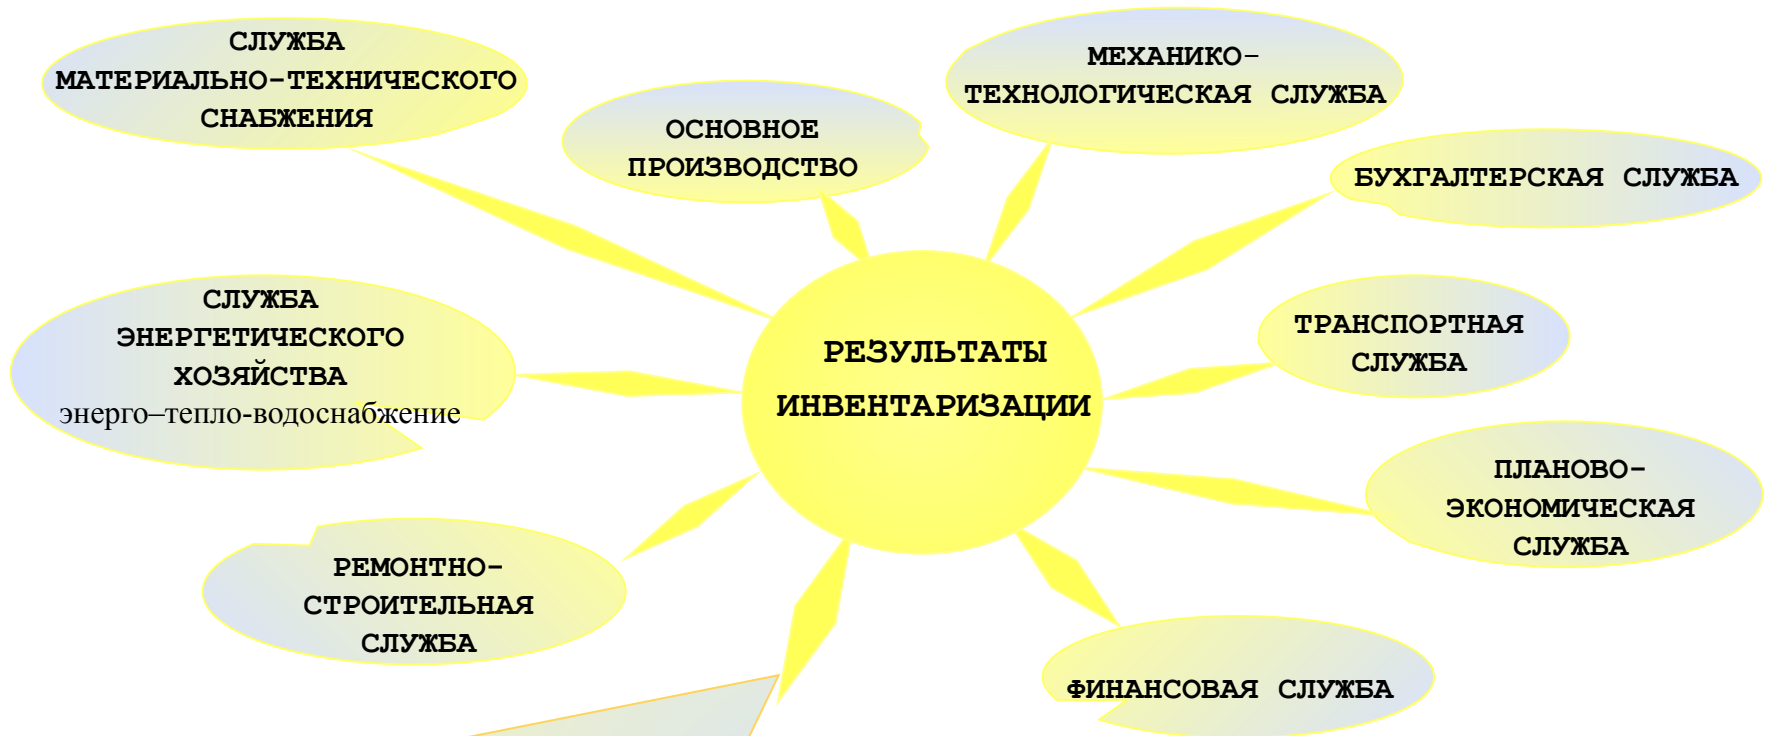 СЛУЖБА
МАТЕРИАЛЬНО-ТЕХНИЧЕСКОГО
СНАБЖЕНИЯ
ОСНОВНОЕ
ПРОИЗВОДСТВО
МЕХАНИКО-
ТЕХНОЛОГИЧЕСКАЯ СЛУЖБА
БУХГАЛТЕРСКАЯ СЛУЖБА
СЛУЖБА
ЭНЕРГЕТИЧЕСКОГО
ХОЗЯЙСТВА
энерго–тепло-водоснабжение
РЕЗУЛЬТАТЫ
ИНВЕНТАРИЗАЦИИ
ТРАНСПОРТНАЯ
СЛУЖБА
ПЛАНОВО-
ЭКОНОМИЧЕСКАЯ
СЛУЖБА
РЕМОНТНО-
СТРОИТЕЛЬНАЯ
СЛУЖБА
ФИНАНСОВАЯ СЛУЖБА